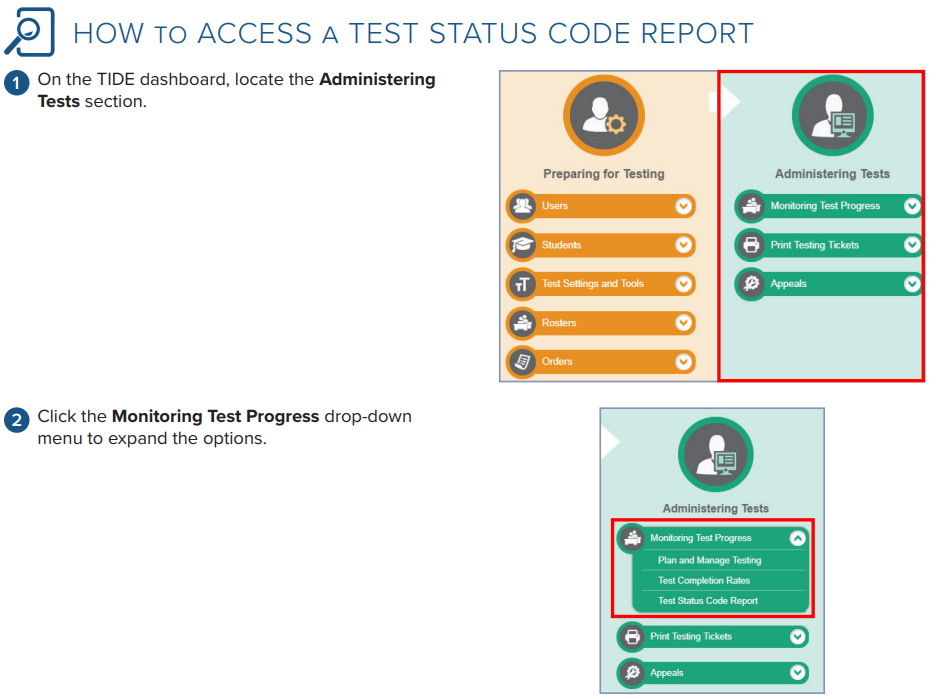 HOW TO ACCESS A TEST STATUS CODE REPORT
1 On the TIDE dashboard, locate the Administering
Tests section.
Preparing for Testing
Users
Students
Test Settings and Tools
Rosters
Orders
Administering Tests
Monitoring Test Progress
Print Testing Tickets
Appeals
2 Click the Monitoring Test Progress drop-down
menu to expand the options.
Administering Tests
Monitoring Test Progress
Plan and Manage Testing
Test Completion Rates
Test Status Code Report
Print Testing Tickets
Appeals